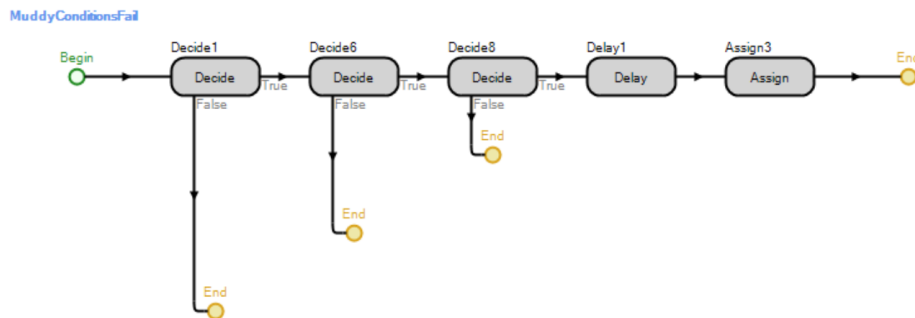 MuddyConditionsFail
Decide1
Decide6
Decide8
Delay1
Assign3
Begin
End
Decide
Decide
Decide
Delay
Assign
True
True
True
False
False
False
End
End
End